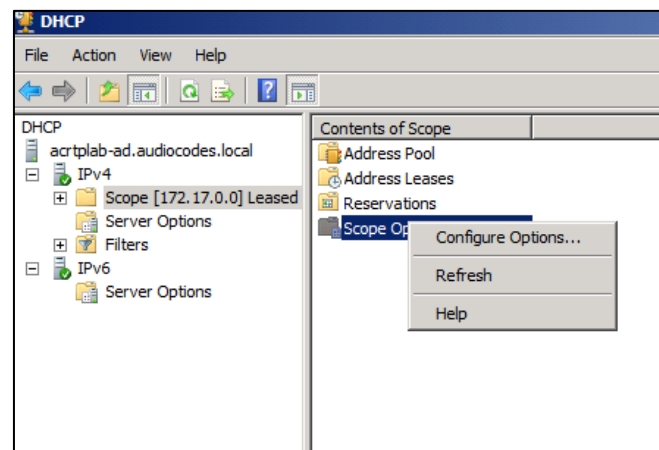 DHCP
File Action View Help
DHCP
acrtplab-ad.audiocodes.local
IPv4
Scope [172.17.0.0] Leased
Server Options
Filters
IPv6
Server Options
Contents of Scope
Address Pool
Address Leases
Reservations
Scope Op
Configure Options...
Refresh
Help